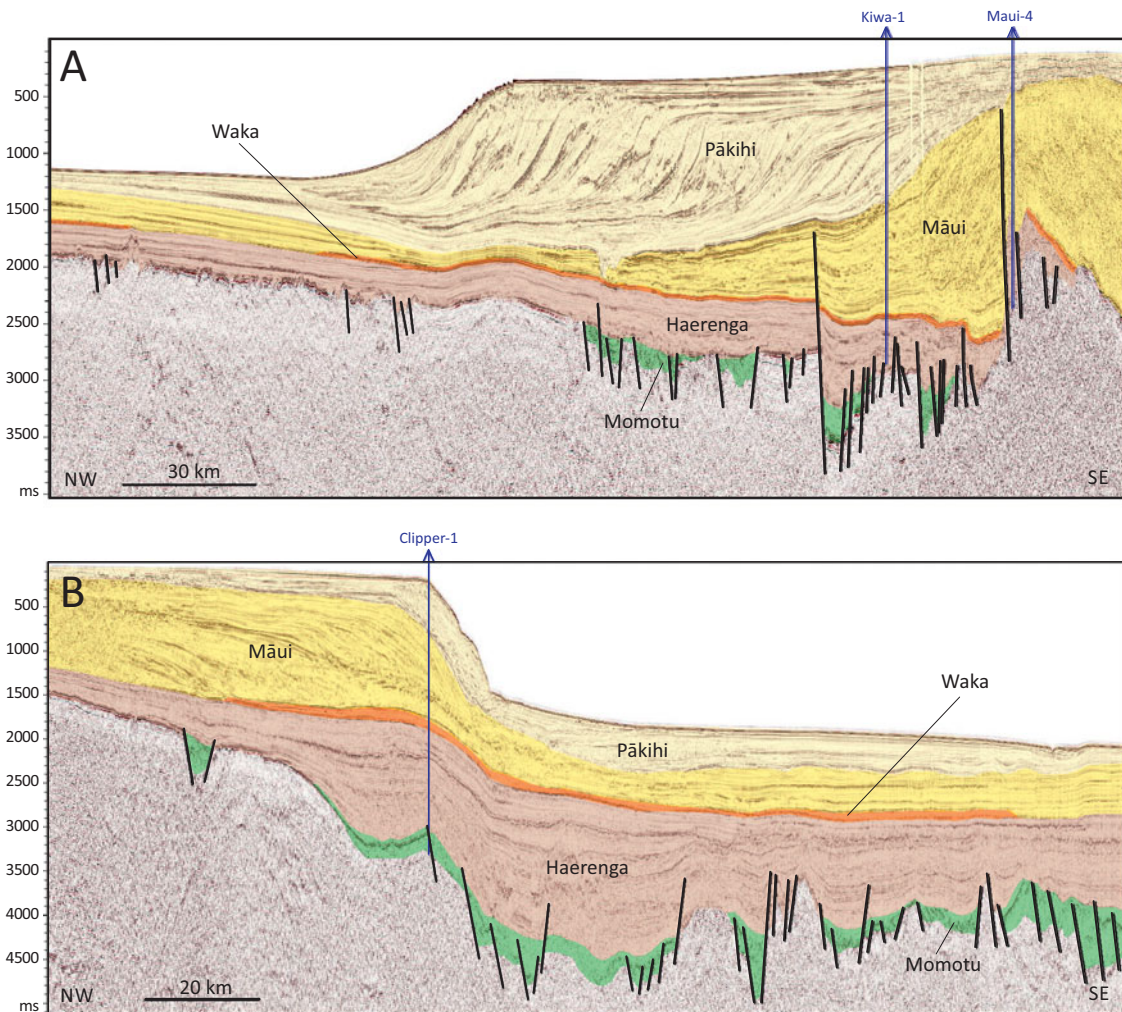 Kiwa-1
Maui-4
A
500
1000
1500
2000
2500
3000
3500
ms
Waka
Pākihi
Māui
Haerenga
Momotu
NW
30 km
SE
Clipper-1
B
500
1000
1500
2000
2500
3000
3500
4000
4500
ms
Māui
Waka
Pākihi
Haerenga
Momotu
NW
20 km
SE